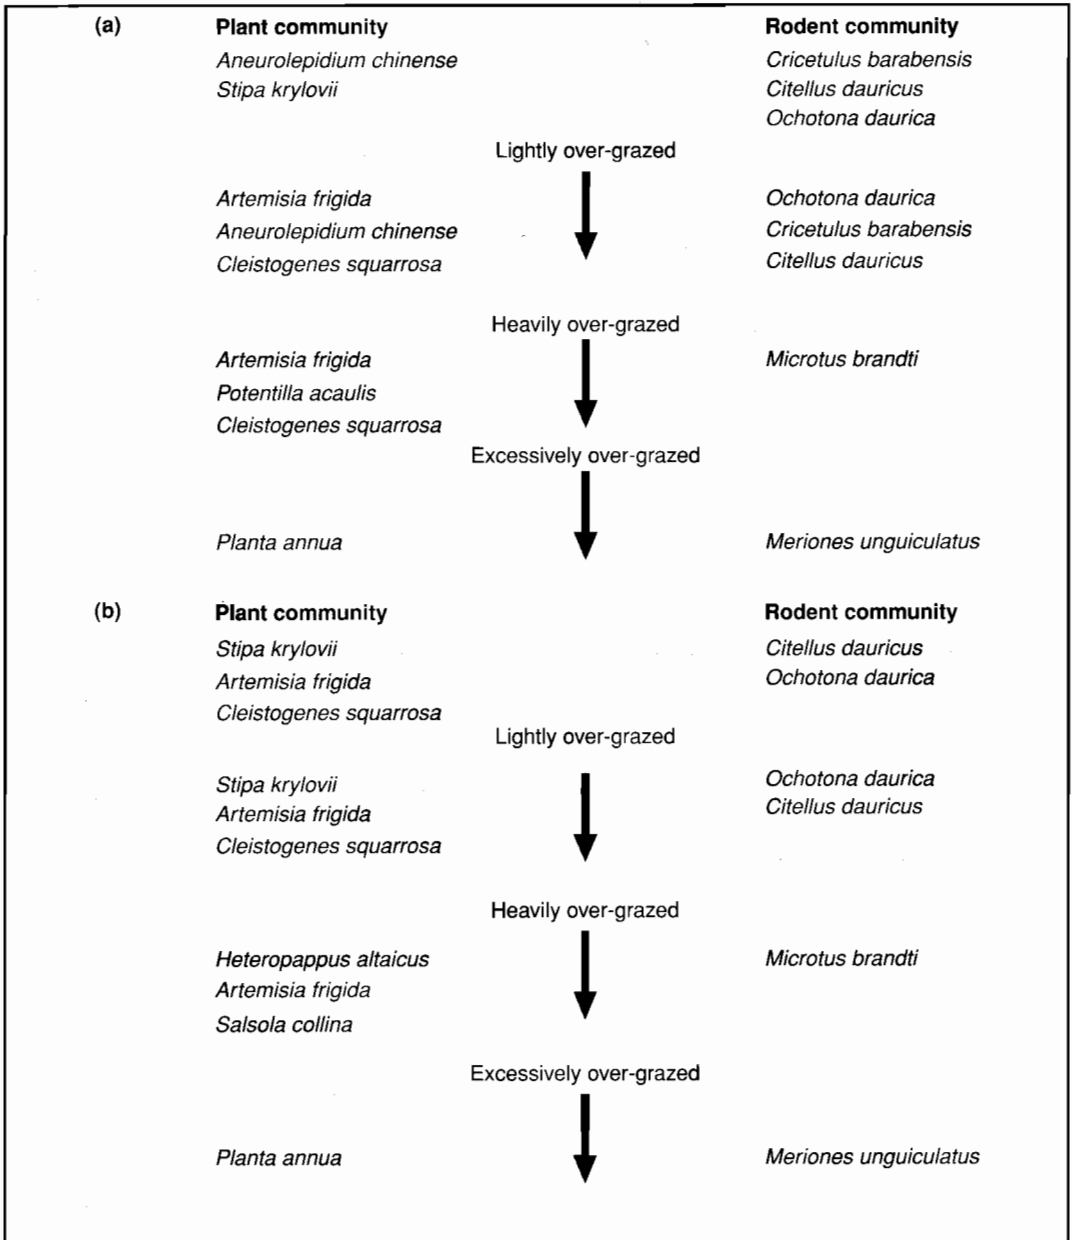 (a) Plant community Rodent community
Aneurolepidium chinense Cricetulus barabensis
Stipa krylovii Citellus dauricus
Ochotona daurica
Lightly over-grazed
Artemisia frigida Ochotona daurica
Aneurolepidium chinense Cricetulus barabensis
Cleistogenes squarrosa Citellus dauricus
Heavily over-grazed
Artemisia frigida Microtus brandti
Potentilla acaulis
Cleistogenes squarrosa
Excessively over-grazed
Planta annua Meriones unguiculatus
(b) Plant community Rodent community
Stipa krylovii Citellus dauricus
Artemisia frigida Ochotona daurica
Cleistogenes squarrosa
Lightly over-grazed
Stipa krylovii Ochotona daurica
Artemisia frigida Citellus dauricus
Cleistogenes squarrosa
Heavily over-grazed
Heteropappus altaicus Microtus brandti
Artemisia frigida
Salsola collina
Excessively over-grazed
Planta annua Meriones unguiculatus